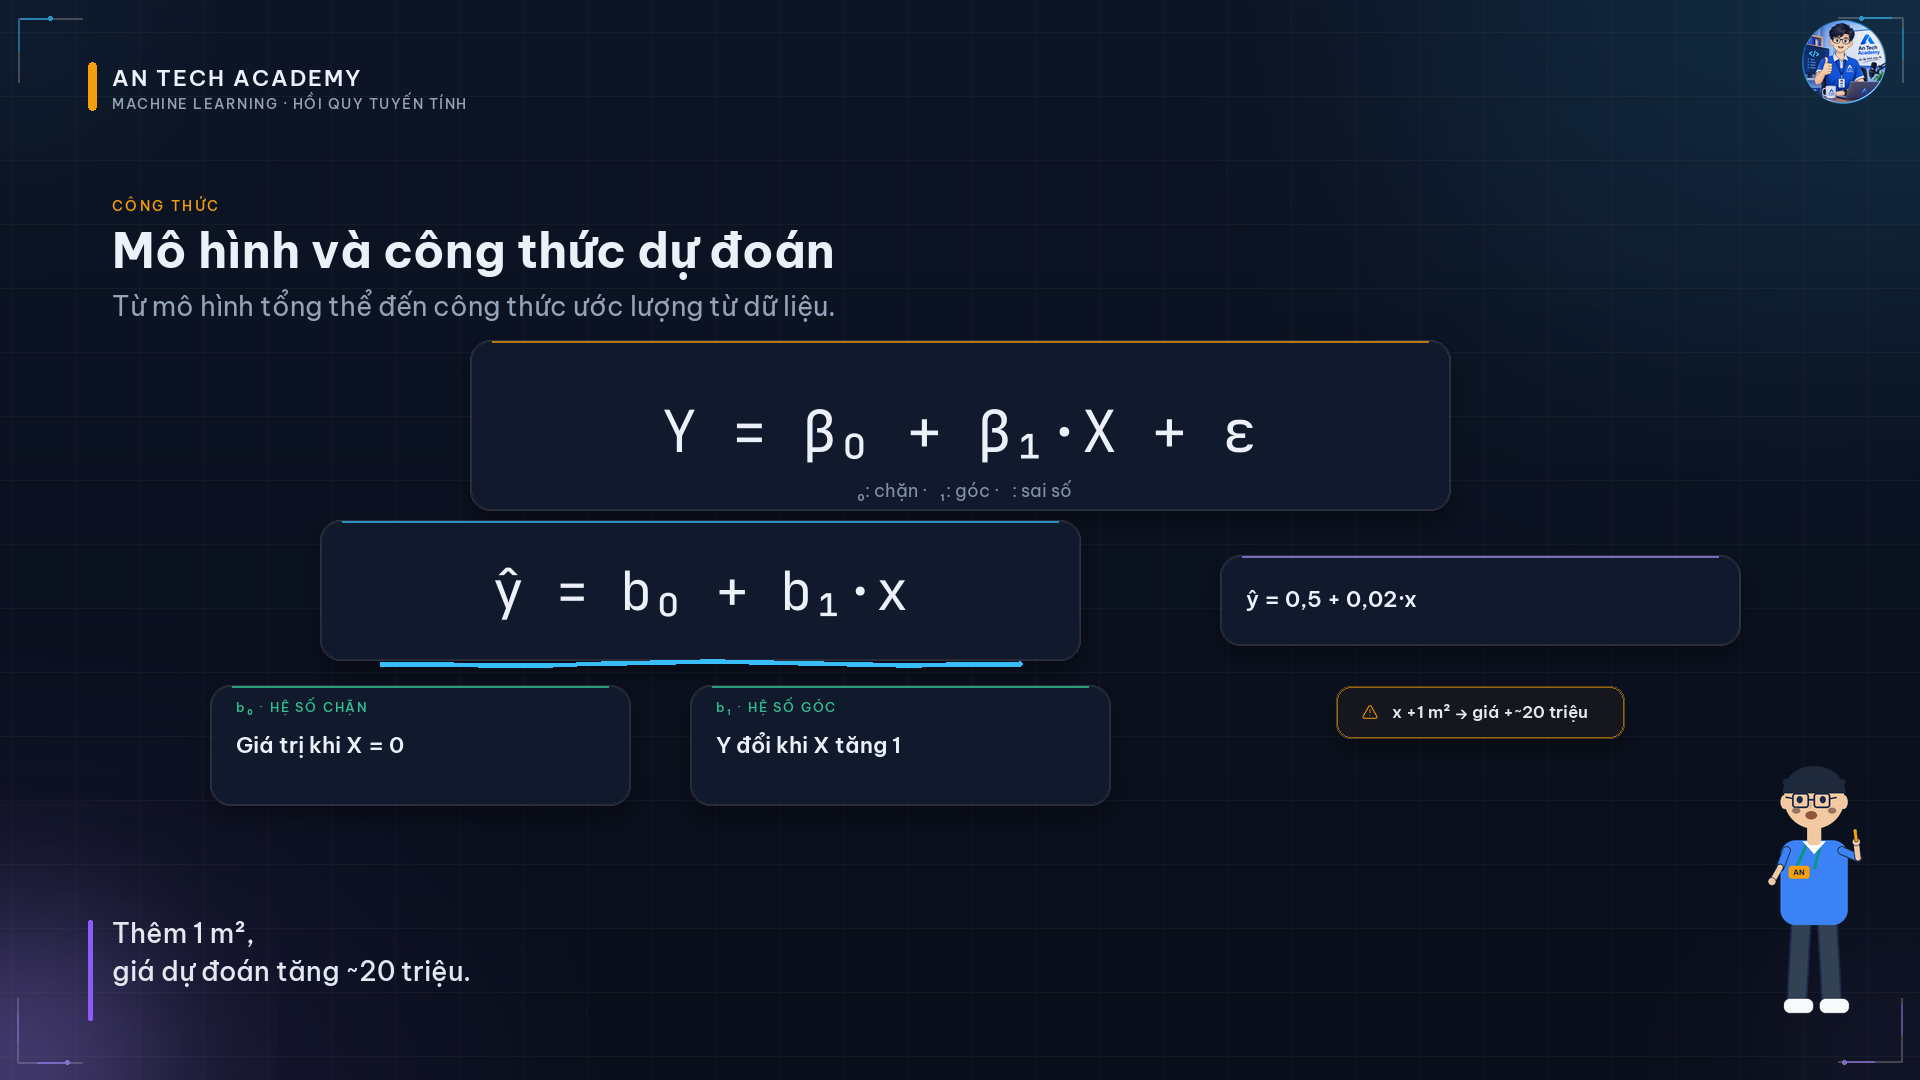 AN TECH ACADEMY
MACHINE LEARNING · HỒI QUY TUYẾN TÍNH
CÔNG THỨC
Mô hình và công thức dự đoán
Từ mô hình tổng thể đến công thức ước lượng từ dữ liệu.
Y = β₀ + β₁·X + ε
₀: chặn · ₁: góc · : sai số
ŷ = b₀ + b₁·x
ŷ = 0,5 + 0,02·x
b₀ · HỆ SỐ CHẶN
Giá trị khi X = 0
b₁ · HỆ SỐ GÓC
Y đổi khi X tăng 1
x +1 m² → giá +~20 triệu
AN
Thêm 1 m²,
giá dự đoán tăng ~20 triệu.